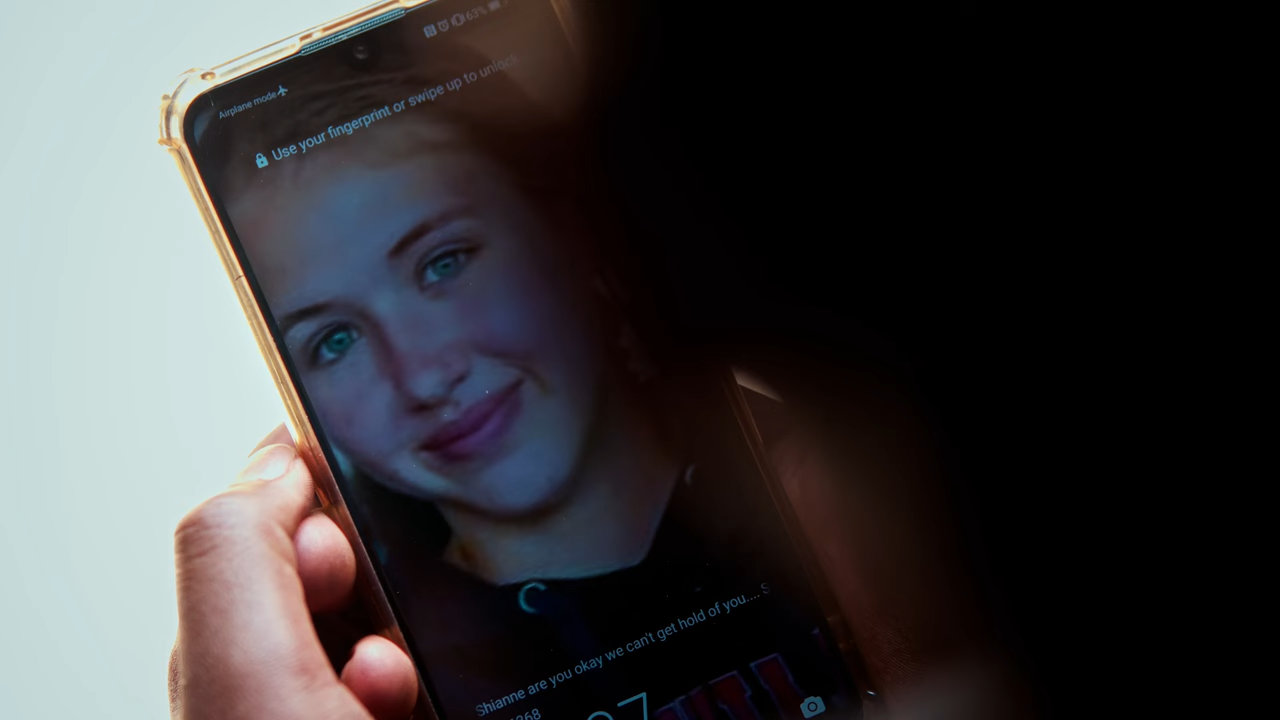 63%
Airplane mode
Use your fingerprint or swipe up to unlock
Shianne are you okay we can't get hold of you.... S